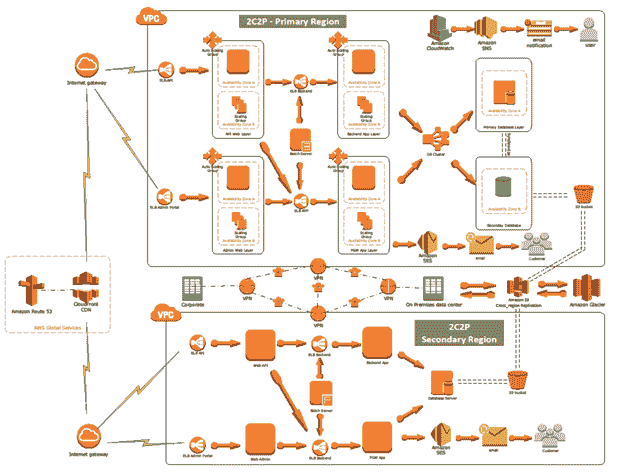 VPC
2C2P - Primary Region
Amazon
CloudWatch
Amazon
SNS
email
notification
user
Internet gateway
ELB API
Auto Scaling
Group
Availability Zone A
Scaling
Group
Availability Zone B
API Web Layer
ELB Backend
Batch Server
Auto Scaling
Group
Availability Zone A
Scaling
Group
Availability Zone B
Backend App Layer
DB Cluster
Availability Zone A
Primary Database Layer
Availability Zone B
Secondary Database
S3 bucket
ELB Admin Portal
Auto Scaling
Group
Availability Zone A
Scaling
Group
Availability Zone B
Admin Web Layer
ELB API
Auto Scaling
Group
Availability Zone A
Scaling
Group
Availability Zone B
PGW App Layer
Amazon
SES
email
Customer
Amazon Route 53
Cloudfront
CDN
AWS Global Services
Corporate
VPN
VPN
VPN
VPN
On Premises data center
Amazon S3
Cross_region Replication
Amazon Glacier
VPC
2C2P
Secondary Region
ELB API
Web API
ELB Backend
Backend App
Batch Server
Database Server
S3 bucket
Internet gateway
ELB Admin Portal
Web Admin
ELB Backend
PGW App
Amazon
SES
email
Customer